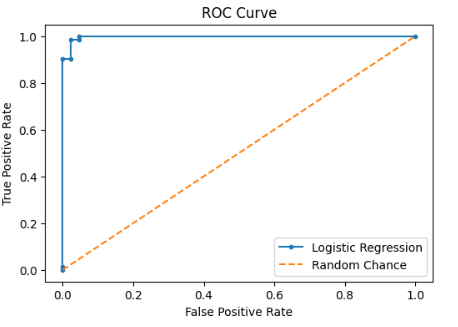 ROC Curve
True Positive Rate
1.0
0.8
0.6
0.4
0.2
0.0
Logistic Regression
Random Chance
0.0 0.2 0.4 0.6 0.8 1.0
False Positive Rate